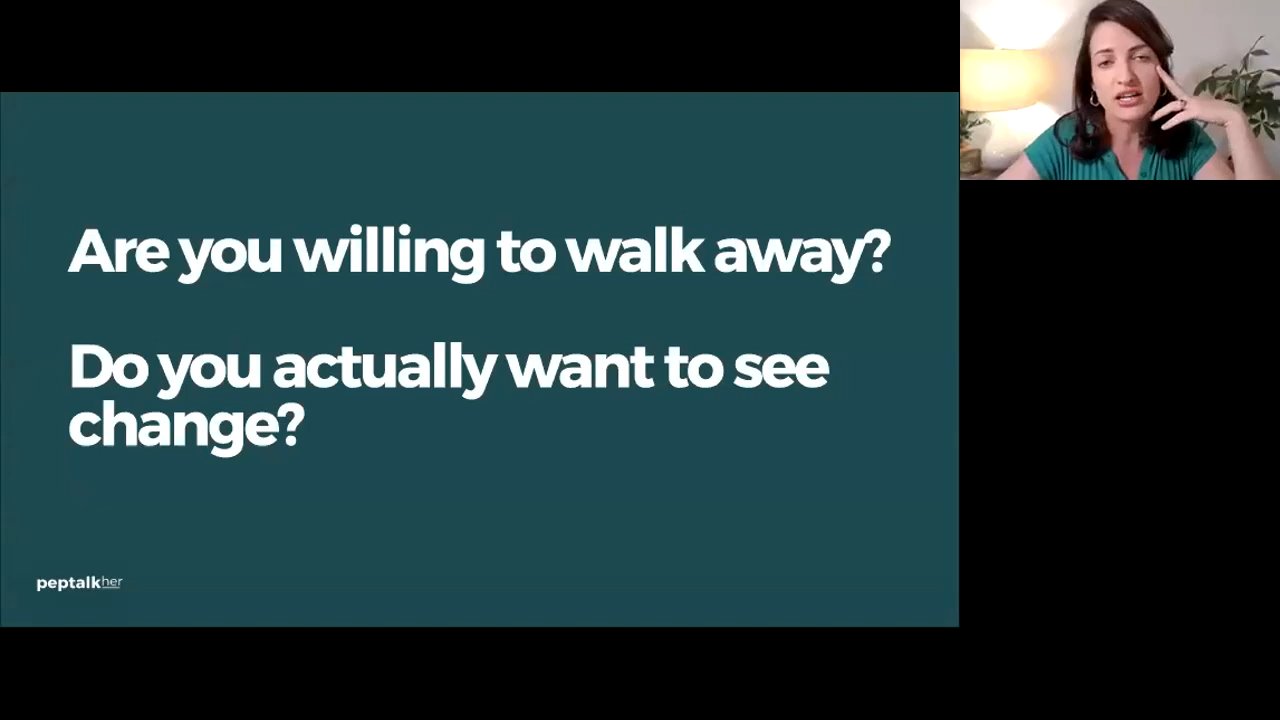 Are you willing to walk away?
Do you actually want to see
change?
peptalkher